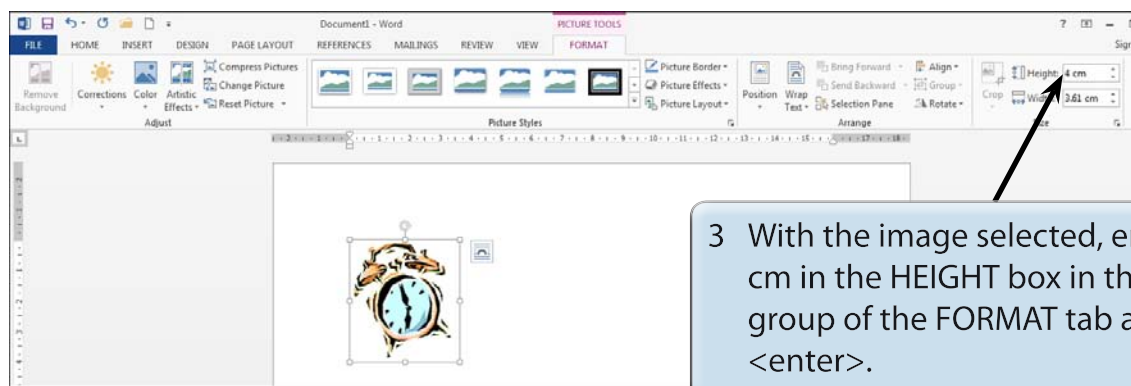 Document1 - Word
PICTURE TOOLS
FILE HOME INSERT DESIGN PAGE LAYOUT REFERENCES MAILINGS REVIEW VIEW FORMAT
Remove Background
Corrections
Color
Artistic Effects
Compress Pictures
Change Picture
Reset Picture
Adjust
Picture Styles
Picture Border
Picture Effects
Picture Layout
Position
Wrap Text
Bring Forward
Send Backward
Selection Pane
Align
Group
Rotate
Arrange
Crop
Height: 4 cm
3.61 cm
3 With the image selected,
cm in the HEIGHT box in
group of the FORMAT tab
<enter>.